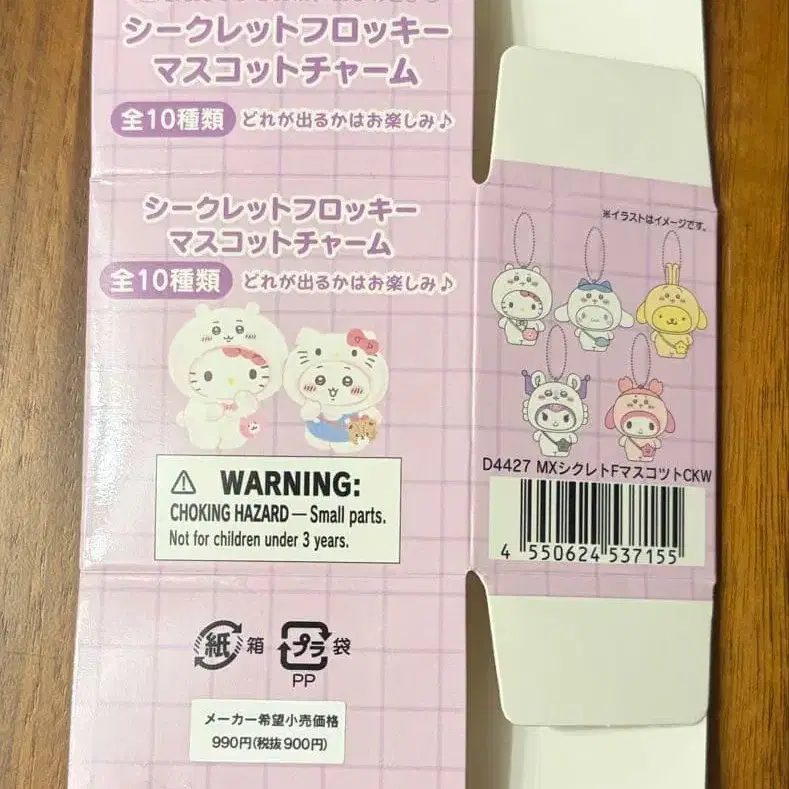 シークレットフロッキー
マスコットチャーム
全10種類 どれが出るかはお楽しみ♪
シークレットフロッキー
マスコットチャーム
全10種類 どれが出るかはお楽しみ♪
WARNING:
CHOKING HAZARD — Small parts.
Not for children under 3 years.
紙 箱 プラ 袋
PP
メーカー希望小売価格
990円(税抜900円)
※イラストはイメージです。
D4427 MXシクレトFマスコツトCKW
4 550624 537155